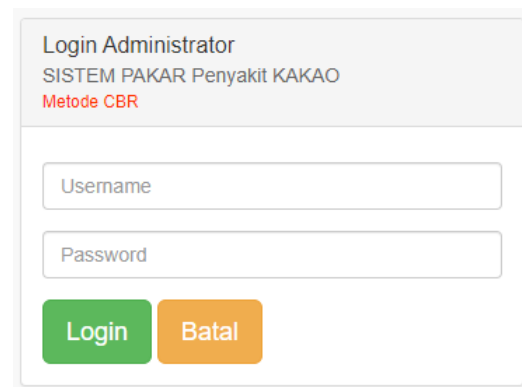 Login Administrator
SISTEM PAKAR Penyakit KAKAO
Metode CBR
Username
Password
Login Batal